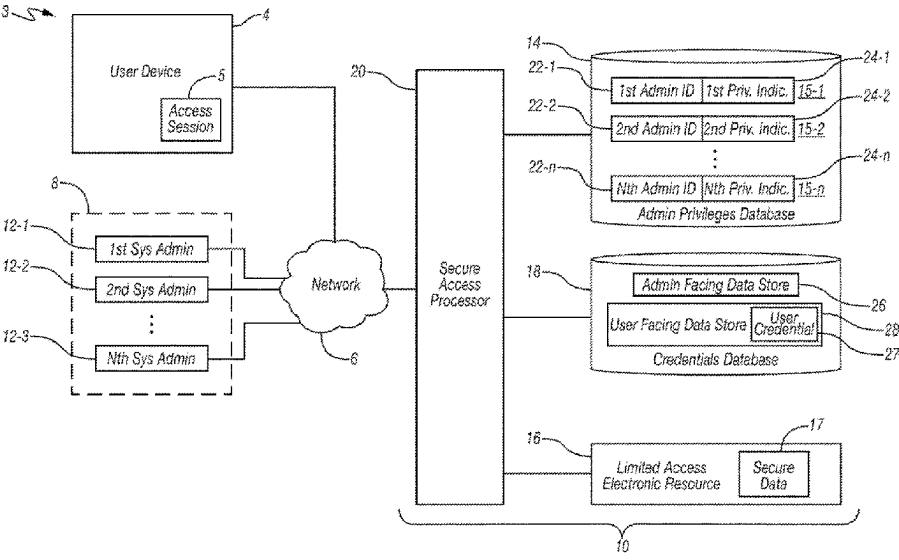 3
4
User Device
5
Access
Session
8
12-1
1st Sys Admin
12-2
2nd Sys Admin
12-3
Nth Sys Admin
Network
6
20
Secure
Access
Processor
14
22-1
1st Admin ID 1st Priv. Indic. 15-1
24-1
22-2
2nd Admin ID 2nd Priv. Indic. 15-2
24-2
22-n
Nth Admin ID Nth Priv. Indic. 15-n
24-n
Admin Privileges Database
18
Admin Facing Data Store
26
User Facing Data Store
User
Credential
28
27
Credentials Database
16
Limited Access
Electronic Resource
17
Secure
Data
10